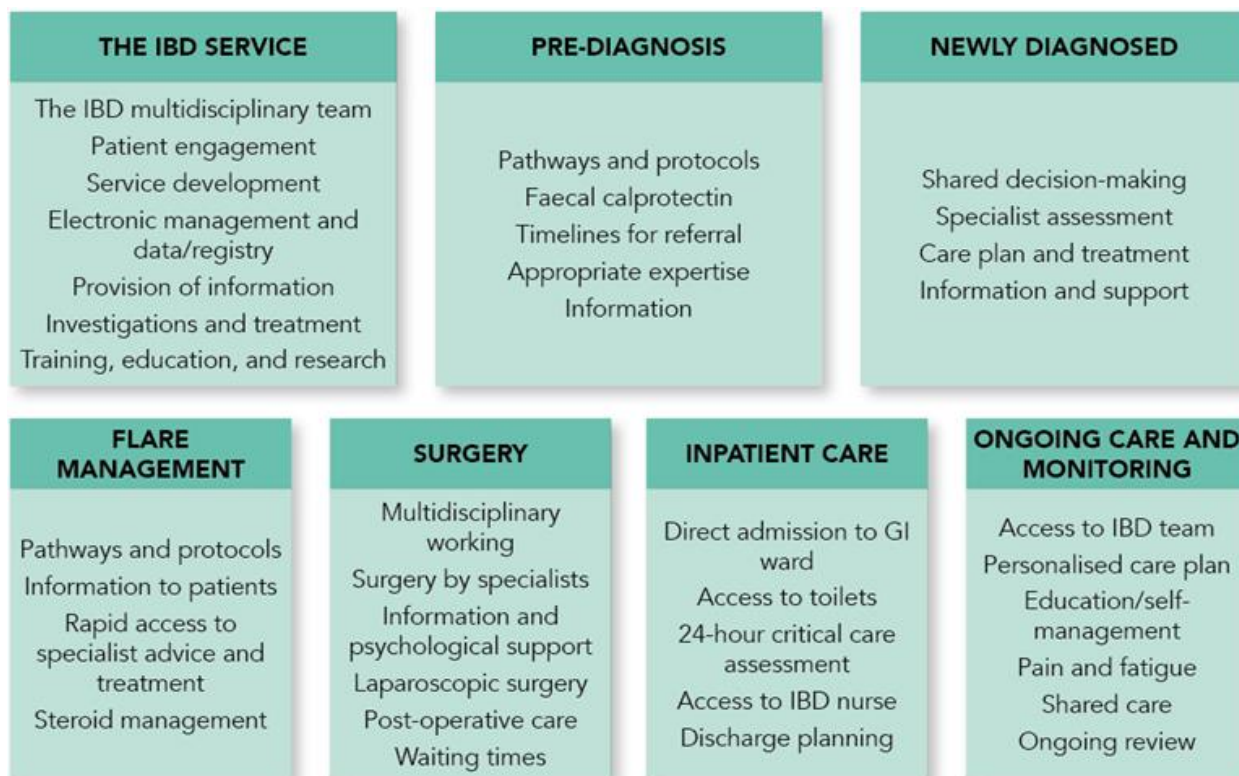 THE IBD SERVICE
The IBD multidisciplinary team
Patient engagement
Service development
Electronic management and
data/registry
Provision of information
Investigations and treatment
Training, education, and research
PRE-DIAGNOSIS
Pathways and protocols
Faecal calprotectin
Timelines for referral
Appropriate expertise
Information
NEWLY DIAGNOSED
Shared decision-making
Specialist assessment
Care plan and treatment
Information and support
FLARE
MANAGEMENT
Pathways and protocols
Information to patients
Rapid access to
specialist advice and
treatment
Steroid management
SURGERY
Multidisciplinary
working
Surgery by specialists
Information and
psychological support
Laparoscopic surgery
Post-operative care
Waiting times
INPATIENT CARE
Direct admission to GI
ward
Access to toilets
24-hour critical care
assessment
Access to IBD nurse
Discharge planning
ONGOING CARE AND
MONITORING
Access to IBD team
Personalised care plan
Education/self-
management
Pain and fatigue
Shared care
Ongoing review